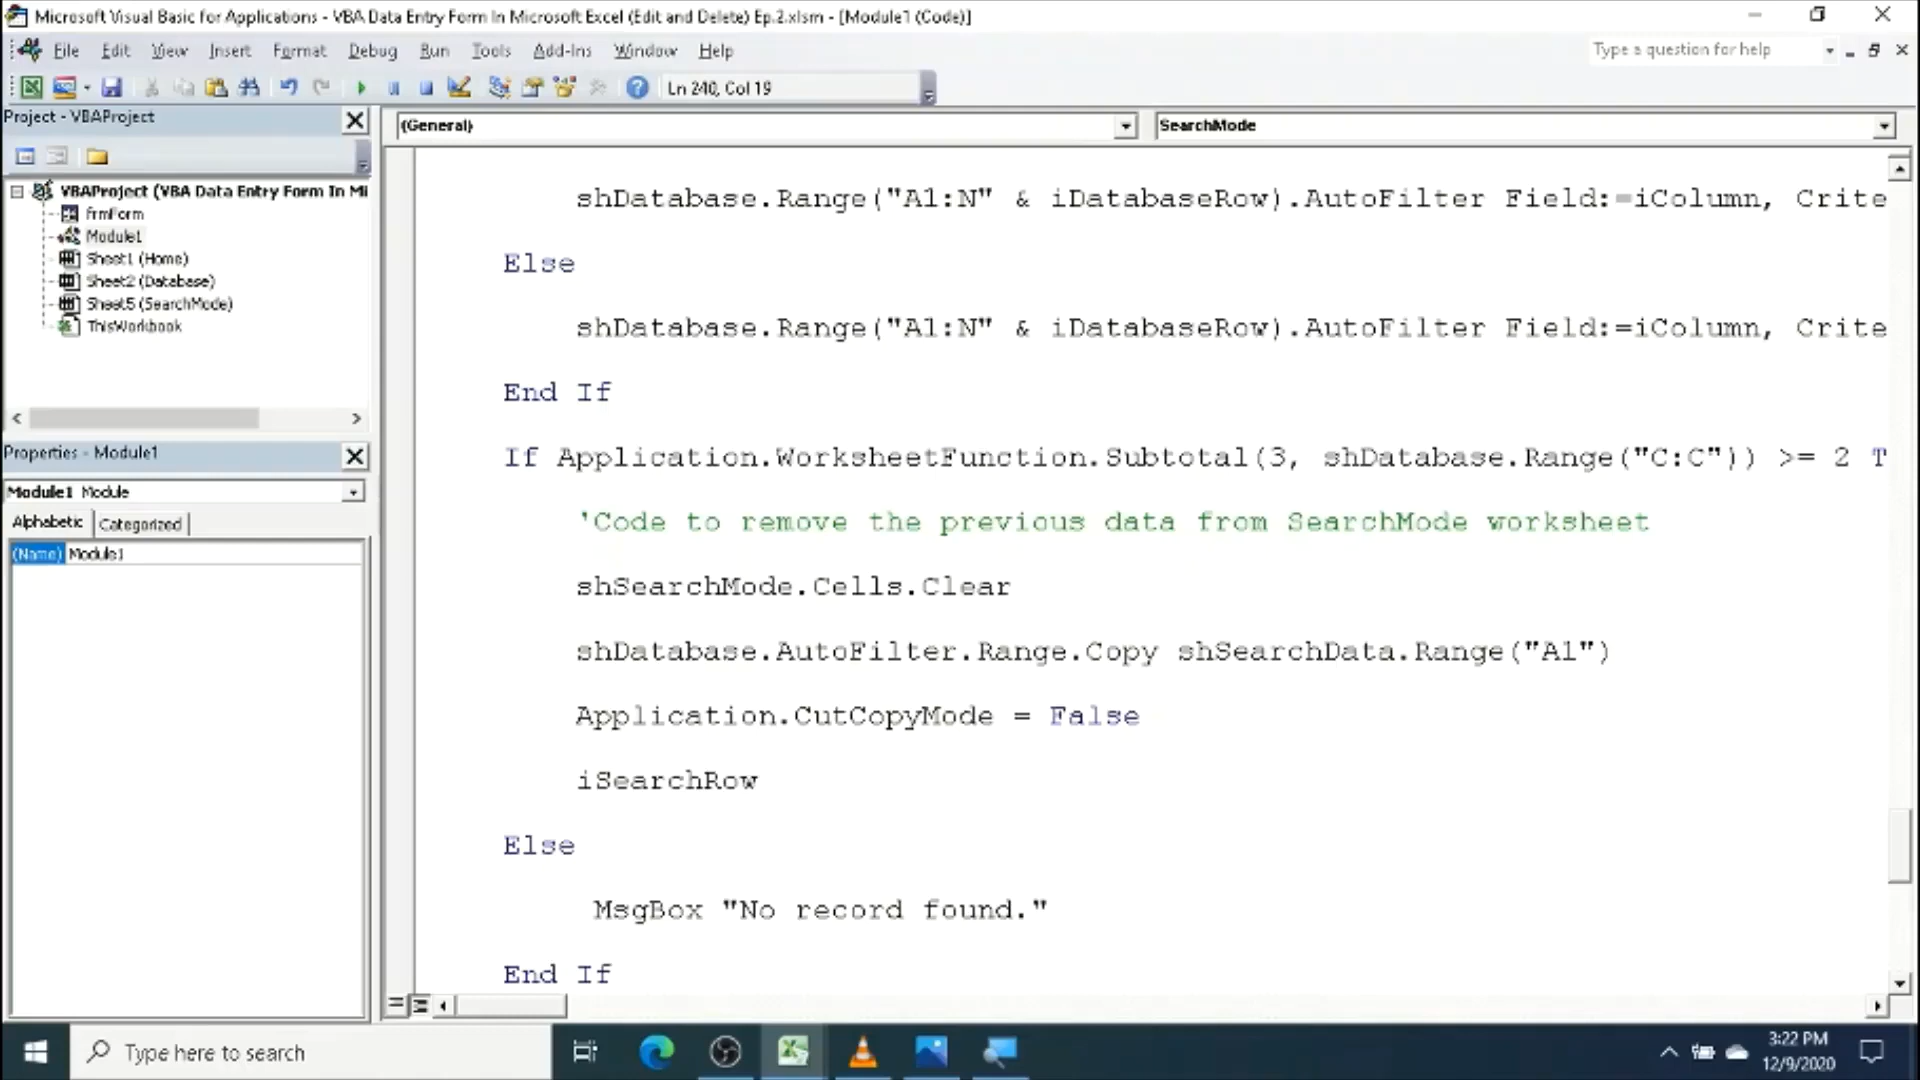 Microsoft Visual Basic for Applications - VBA Data Entry Form In Microsoft Excel (Edit and Delete) Ep.2.xlsm - [Module1 (Code)]
File Edit View Insert Format Debug Run Tools Add-Ins Window Help
Type a question for help
Ln 240, Col 19
Project - VBAProject
(General)
SearchMode
VBAProject (VBA Data Entry Form In Mi
frmForm
Module1
Sheet1 (Home)
Sheet2 (Database)
Sheet5 (SearchMode)
ThisWorkbook
Properties - Module1
Module1 Module
Alphabetic Categorized
(Name) Module1
shDatabase.Range("A1:N" & iDatabaseRow).AutoFilter Field:=iColumn, Crite
Else
shDatabase.Range("A1:N" & iDatabaseRow).AutoFilter Field:=iColumn, Crite
End If
If Application.WorksheetFunction.Subtotal(3, shDatabase.Range("C:C")) >= 2 T
'Code to remove the previous data from SearchMode worksheet
shSearchMode.Cells.Clear
shDatabase.AutoFilter.Range.Copy shSearchData.Range("A1")
Application.CutCopyMode = False
iSearchRow
Else
MsgBox "No record found."
End If
Type here to search
3:22 PM
12/9/2020